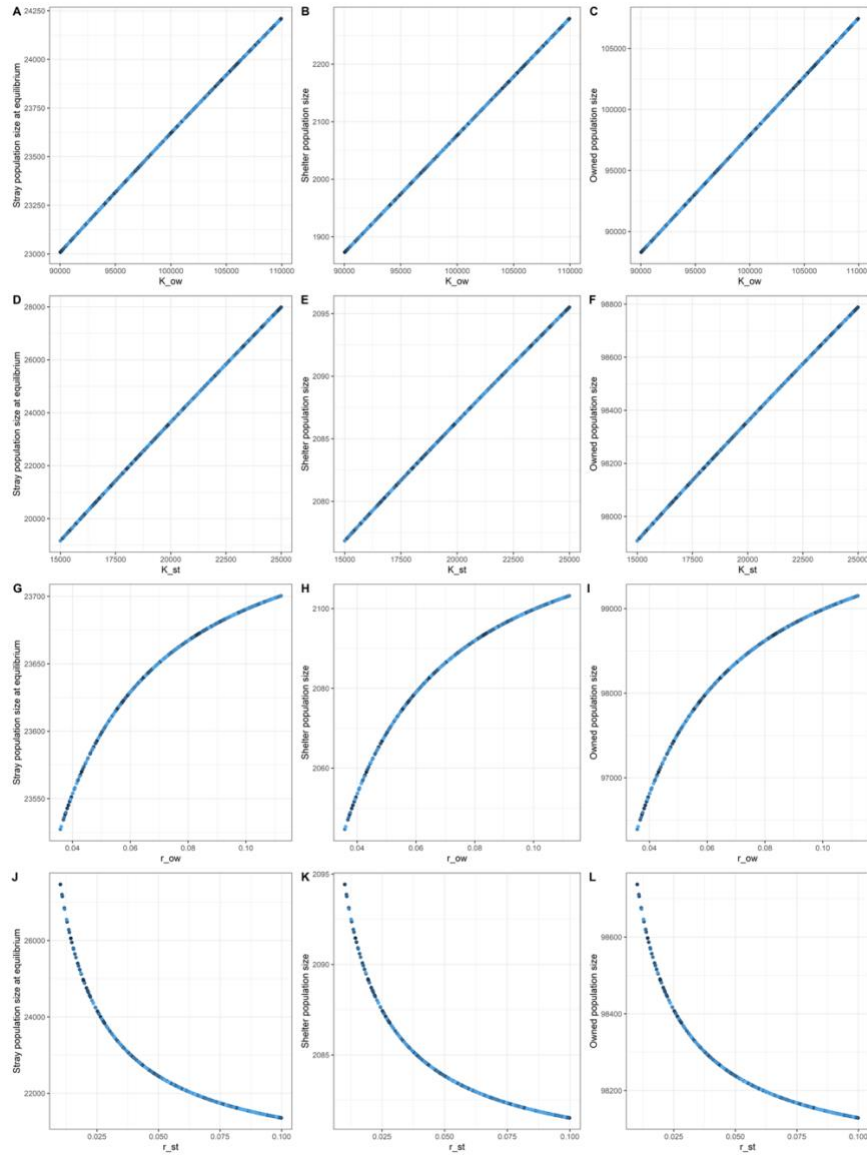 A
Stray population size at equilibrium
24250
24000
23750
23500
23250
23000
90000 95000 100000 105000 110000
K_ow
B
Shelter population size
2200
2100
2000
1900
90000 95000 100000 105000 110000
K_ow
C
Owned population size
105000
100000
95000
90000
90000 95000 100000 105000 110000
K_ow
D
Stray population size at equilibrium
28000
26000
24000
22000
20000
15000 17500 20000 22500 25000
K_st
E
Shelter population size
2095
2090
2085
2080
15000 17500 20000 22500 25000
K_st
F
Owned population size
98800
98600
98400
98200
98000
15000 17500 20000 22500 25000
K_st
G
Stray population size at equilibrium
23700
23650
23600
23550
0.04 0.06 0.08 0.10
r_ow
H
Shelter population size
2100
2080
2060
0.04 0.06 0.08 0.10
r_ow
I
Owned population size
99000
98000
97000
0.04 0.06 0.08 0.10
r_ow
J
Stray population size at equilibrium
26000
24000
22000
0.025 0.050 0.075 0.100
r_st
K
Shelter population size
2095
2090
2085
0.025 0.050 0.075 0.100
r_st
L
Owned population size
98600
98400
98200
0.025 0.050 0.075 0.100
r_st